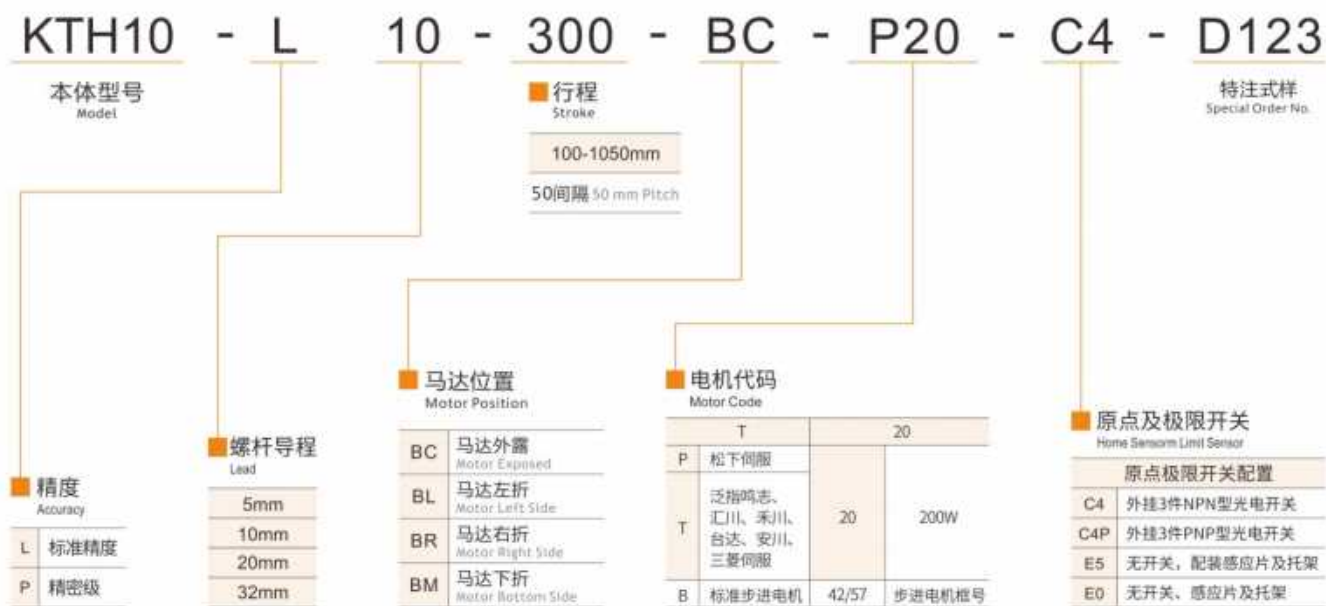 KTH10 - L 10 - 300 - BC - P20 - C4 - D123
本体型号
Model
行程
Stroke
100-1050mm
50间隔 50 mm Pitch
特注式样
Special Order No.
精度
Accuracy
L 标准精度
P 精密级
螺杆导程
Lead
5mm
10mm
20mm
32mm
马达位置
Motor Position
BC 马达外露
Motor Exposed
BL 马达左折
Motor Left Side
BR 马达右折
Motor Right Side
BM 马达下折
Motor Bottom Side
电机代码
Motor Code
T 20
P 松下伺服
T 泛指鸣志、
汇川、禾川、
台达、安川、
三菱伺服
20 200W
B 标准步进电机 42/57 步进电机框号
原点及极限开关
Home Sensorm Limit Sensor
原点极限开关配置
C4 外挂3件NPN型光电开关
C4P 外挂3件PNP型光电开关
E5 无开关，配装感应片及托架
E0 无开关、感应片及托架